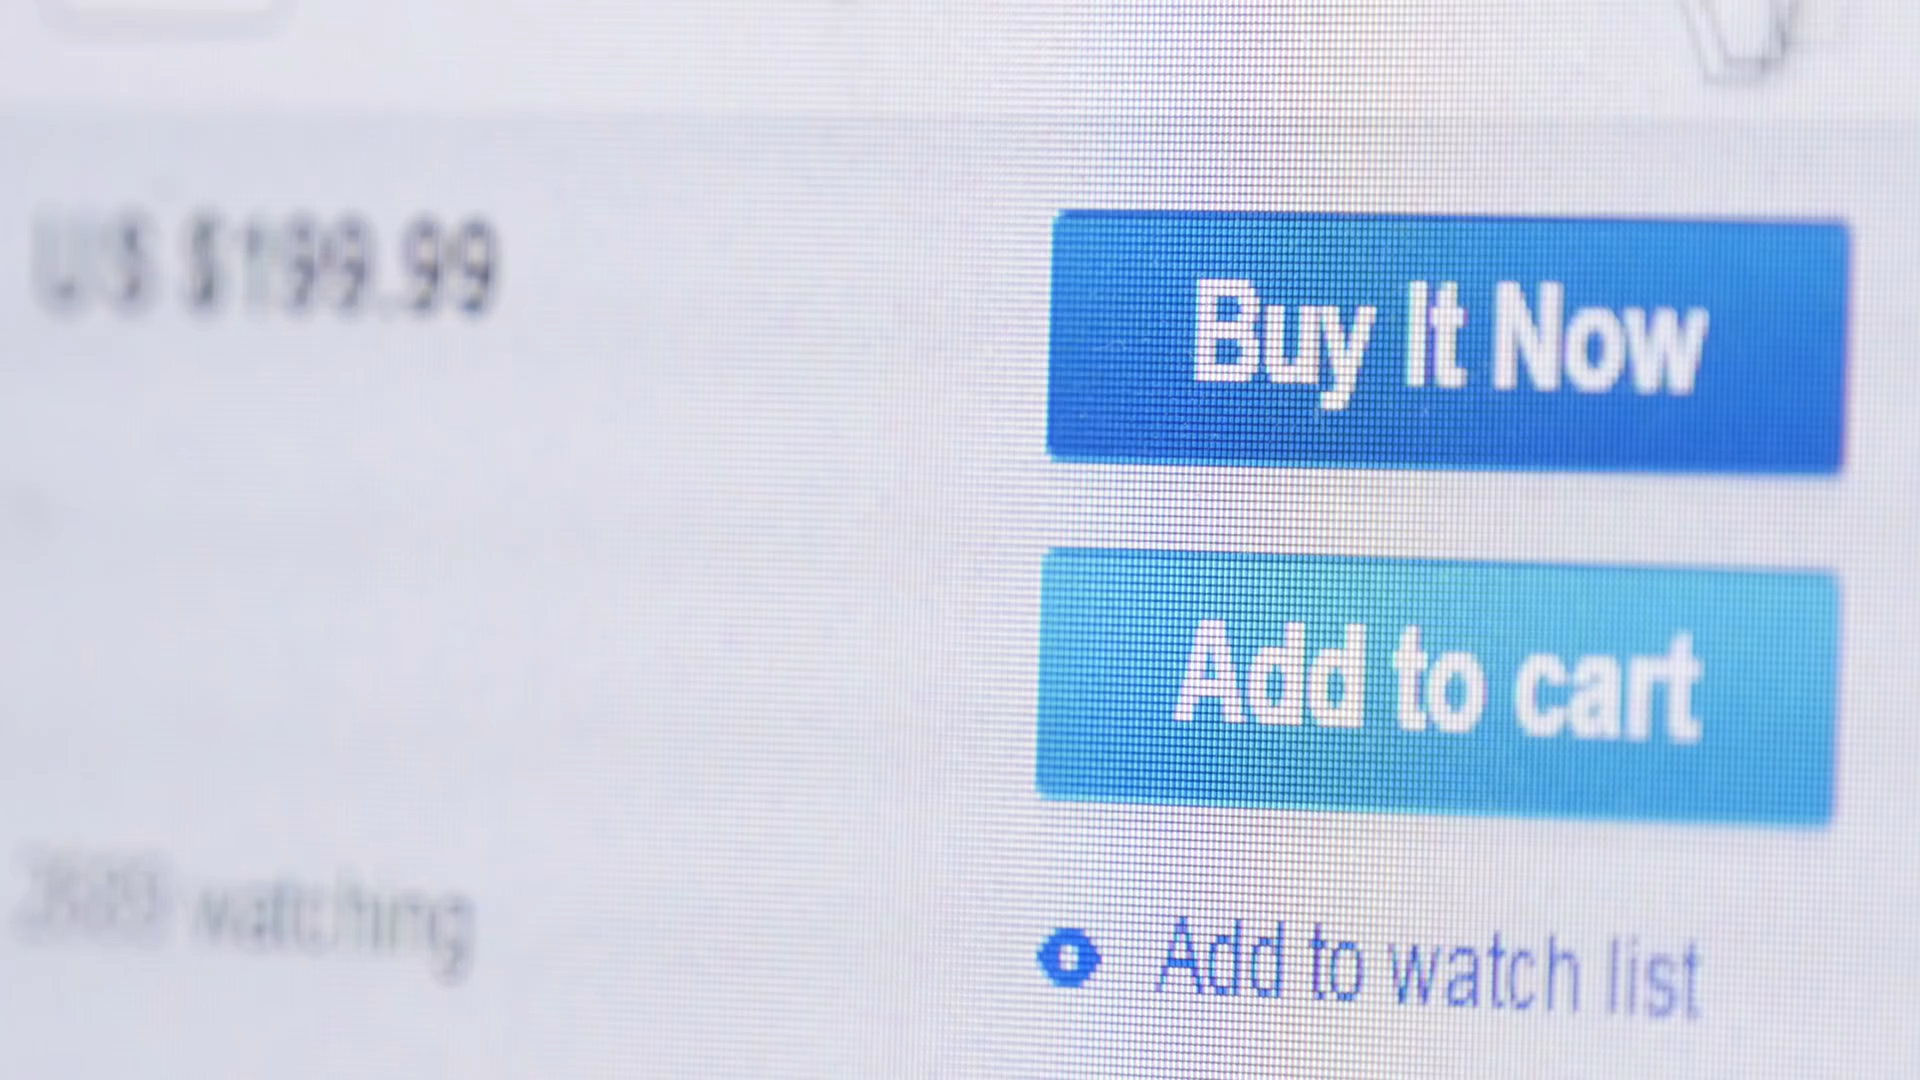 US $199.99
Buy It Now
Add to cart
watching
Add to watch list